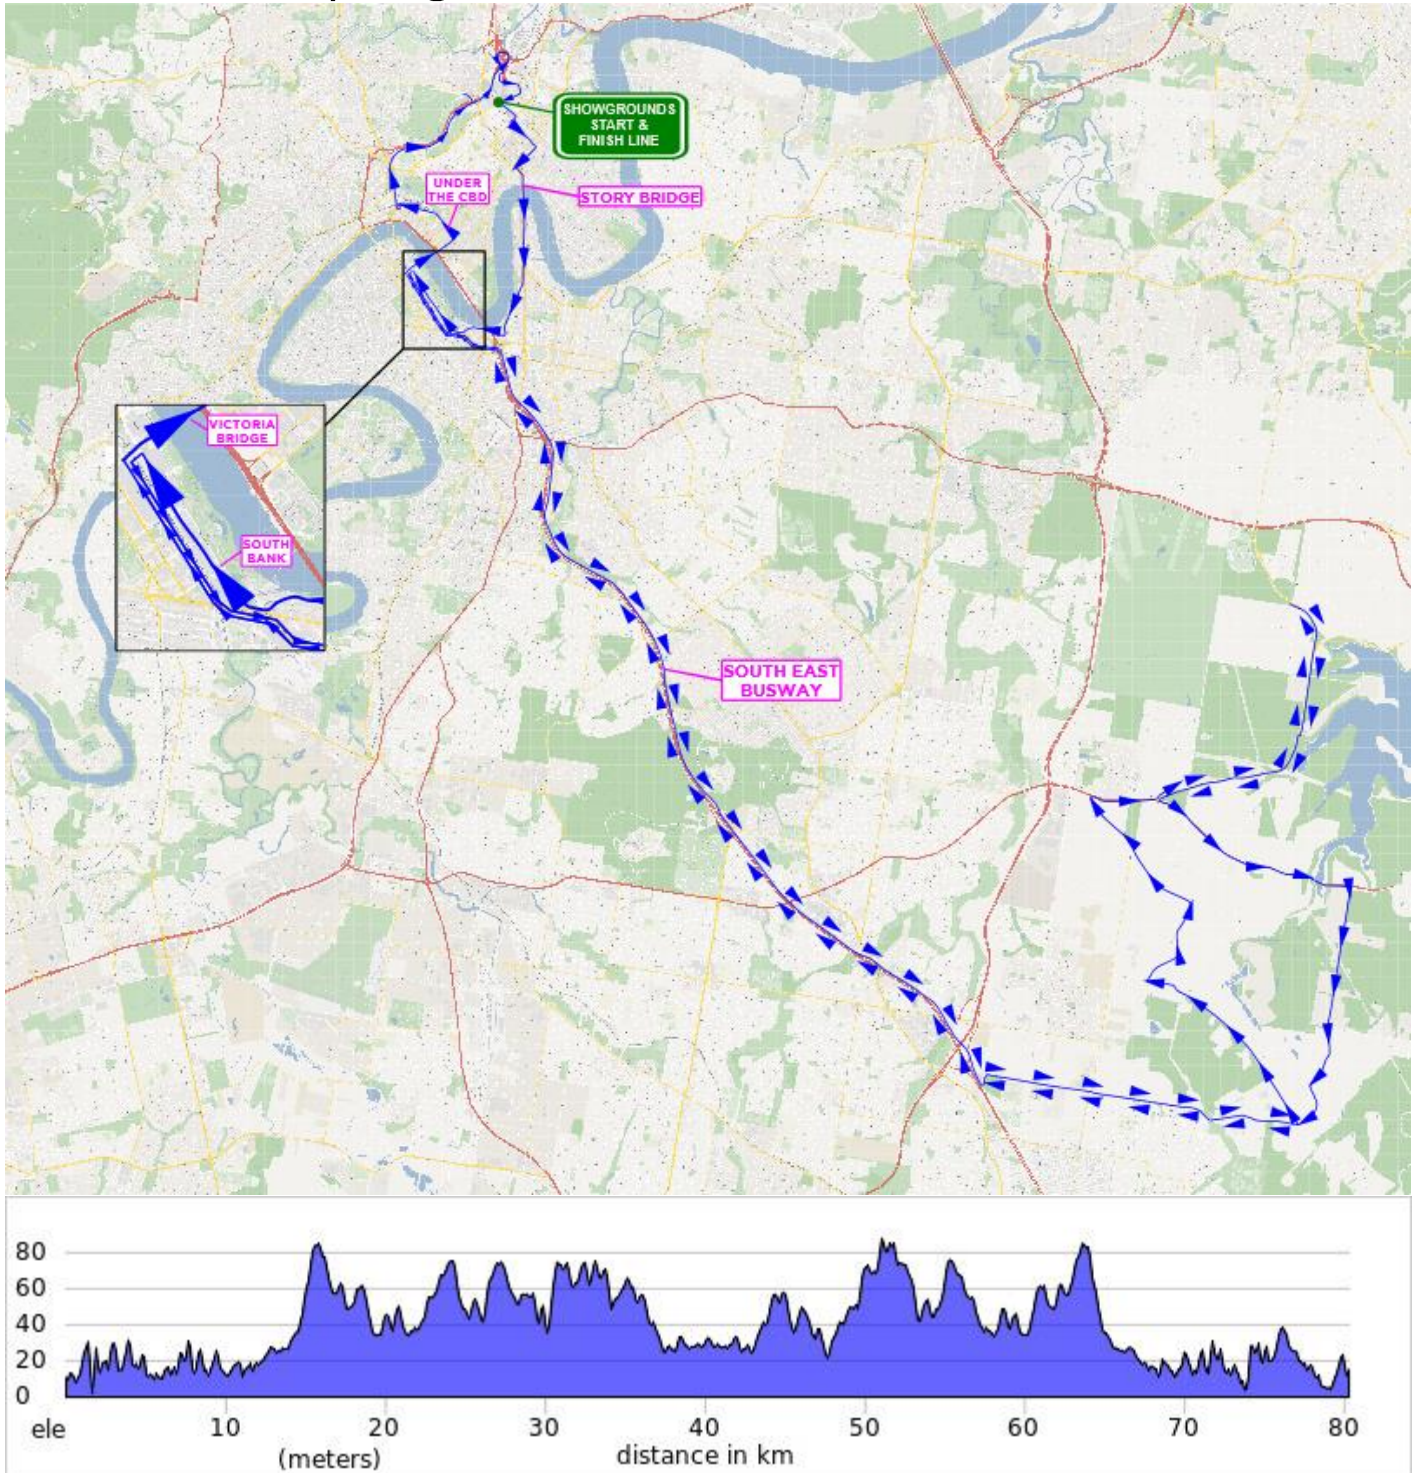 SHOWGROUNDS
START &
FINISH LINE
UNDER
THE CBD
STORY BRIDGE
VICTORIA
BRIDGE
SOUTH
BANK
SOUTH EAST
BUSWAY
80
60
40
20
0
ele
10
20
30
40
50
60
70
80
(meters)
distance in km